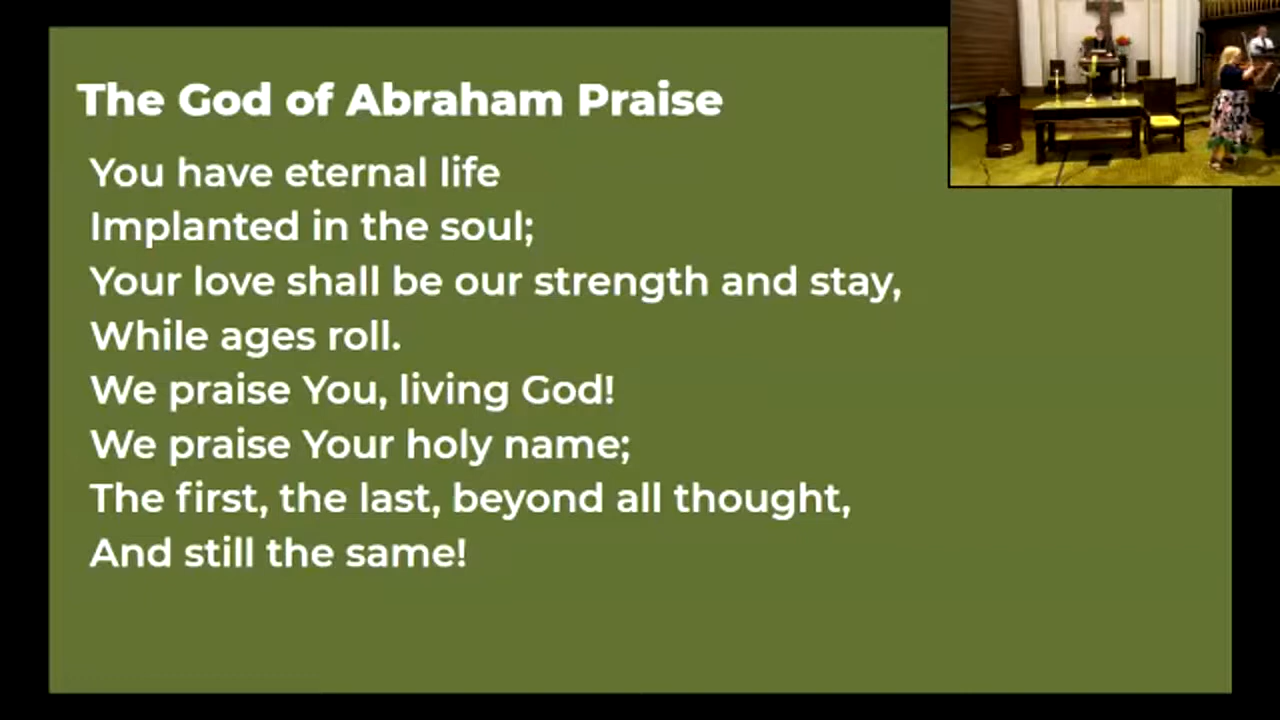 The God of Abraham Praise
You have eternal life
Implanted in the soul;
Your love shall be our strength and stay,
While ages roll.
We praise You, living God!
We praise Your holy name;
The first, the last, beyond all thought,
And still the same!